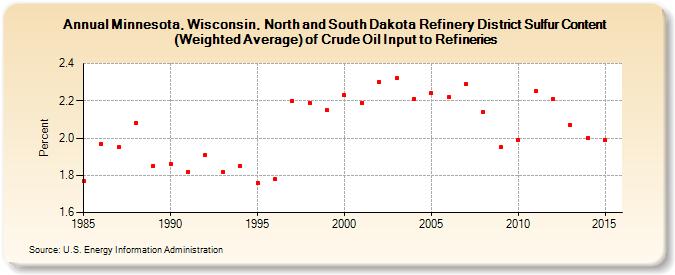 Annual Minnesota, Wisconsin, North and South Dakota Refinery District Sulfur Content
(Weighted Average) of Crude Oil Input to Refineries
Percent
2.4
2.2
2.0
1.8
1.6
1985 1990 1995 2000 2005 2010 2015
Source: U.S. Energy Information Administration